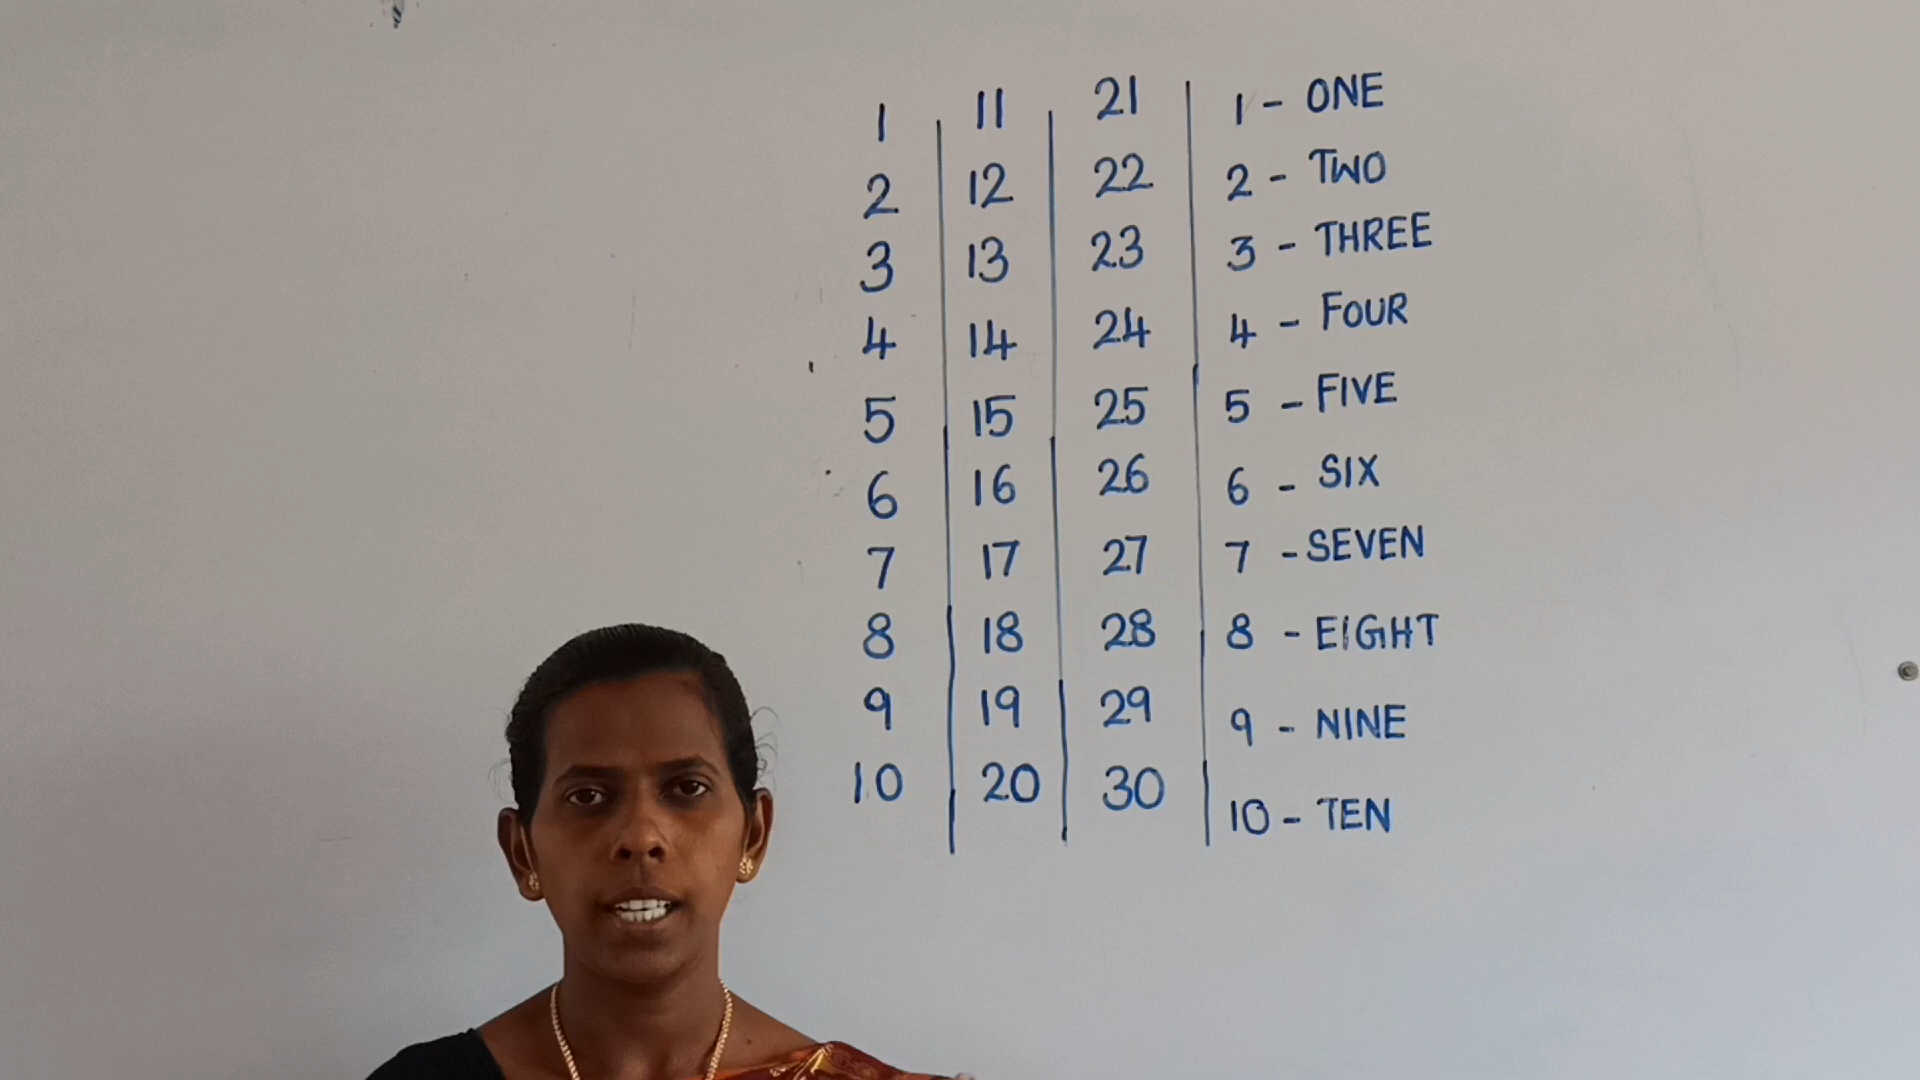 1 11 21 1 - ONE
2 12 22 2 - TWO
3 13 23 3 - THREE
4 14 24 4 - FOUR
5 15 25 5 - FIVE
6 16 26 6 - SIX
7 17 27 7 - SEVEN
8 18 28 8 - EIGHT
9 19 29 9 - NINE
10 20 30 10 - TEN